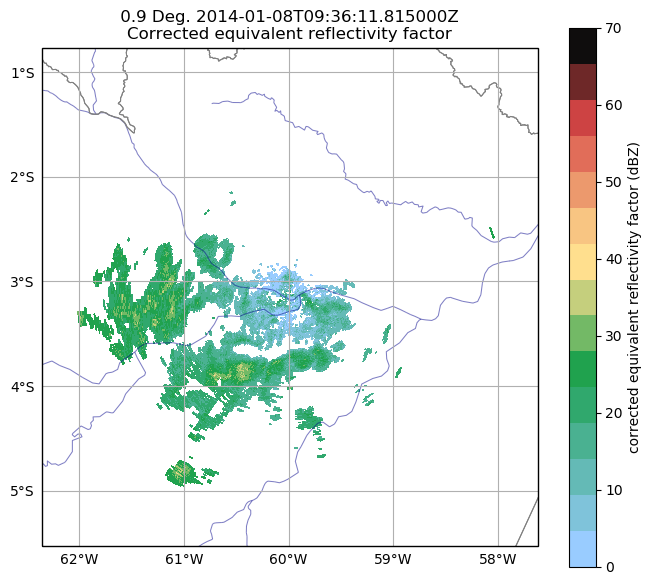 0.9 Deg. 2014-01-08T09:36:11.815000Z
Corrected equivalent reflectivity factor
1°S
2°S
3°S
4°S
5°S
62°W 61°W 60°W 59°W 58°W
70
60
50
40
30
20
10
0
corrected equivalent reflectivity factor (dBZ)